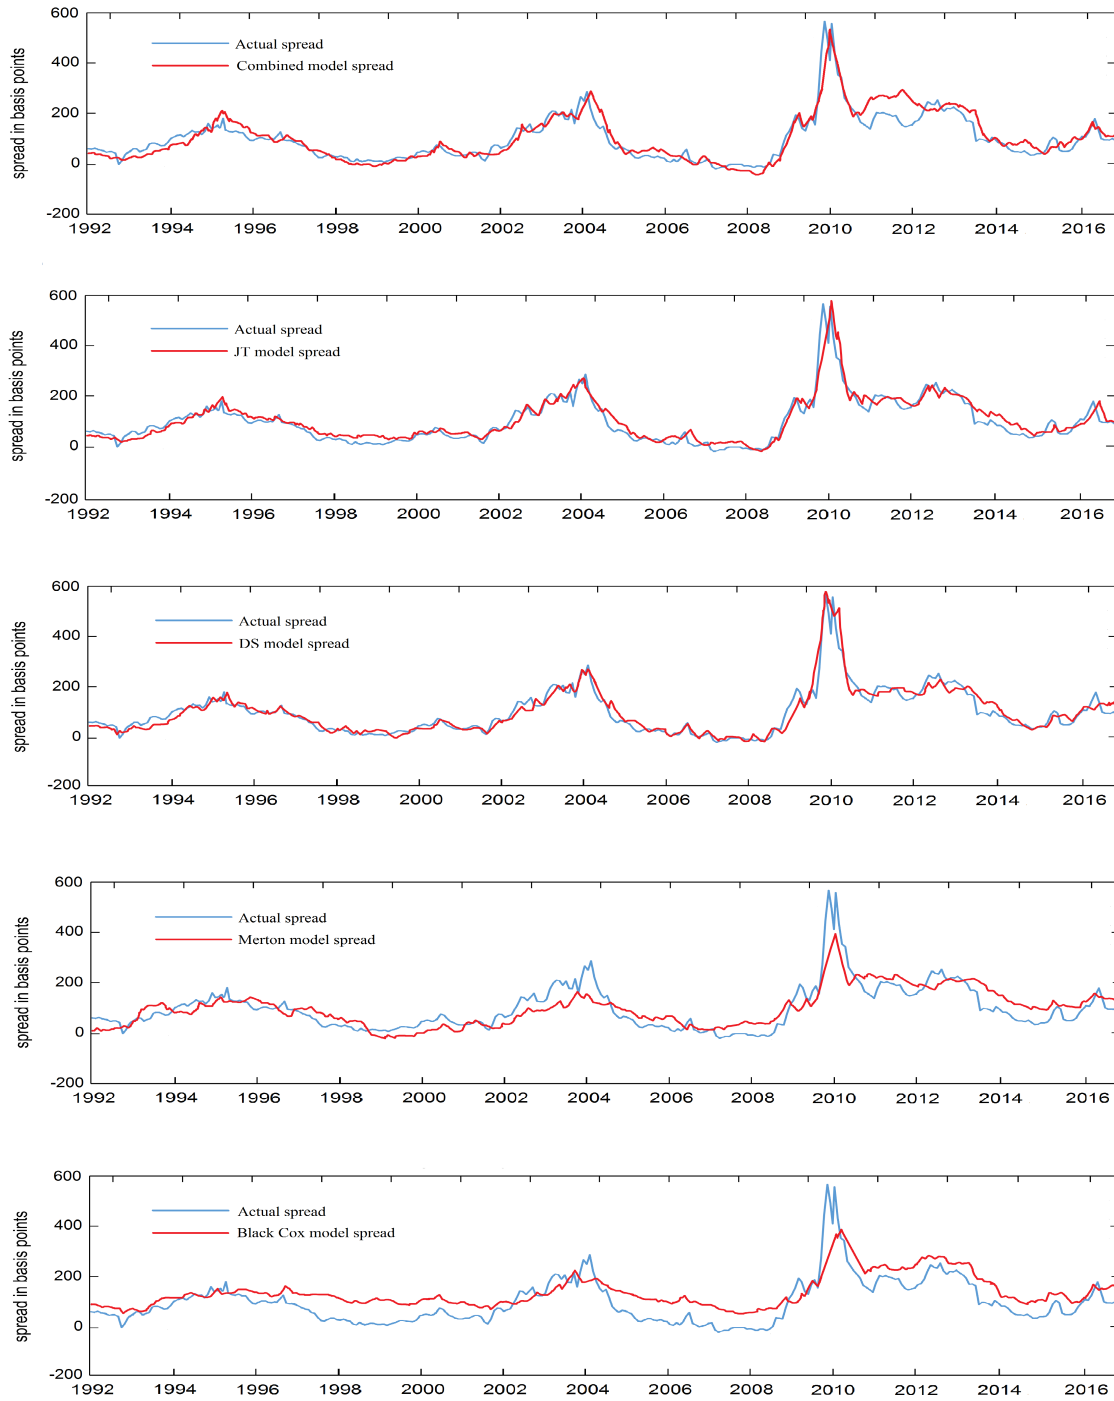 600
400
200
0
-200
spread in basis points
Actual spread
Combined model spread
1992 1994 1996 1998 2000 2002 2004 2006 2008 2010 2012 2014 2016
600
400
200
0
-200
spread in basis points
Actual spread
JT model spread
1992 1994 1996 1998 2000 2002 2004 2006 2008 2010 2012 2014 2016
600
400
200
0
-200
spread in basis points
Actual spread
DS model spread
1992 1994 1996 1998 2000 2002 2004 2006 2008 2010 2012 2014 2016
600
400
200
0
-200
spread in basis points
Actual spread
Merton model spread
1992 1994 1996 1998 2000 2002 2004 2006 2008 2010 2012 2014 2016
600
400
200
0
-200
spread in basis points
Actual spread
Black Cox model spread
1992 1994 1996 1998 2000 2002 2004 2006 2008 2010 2012 2014 2016